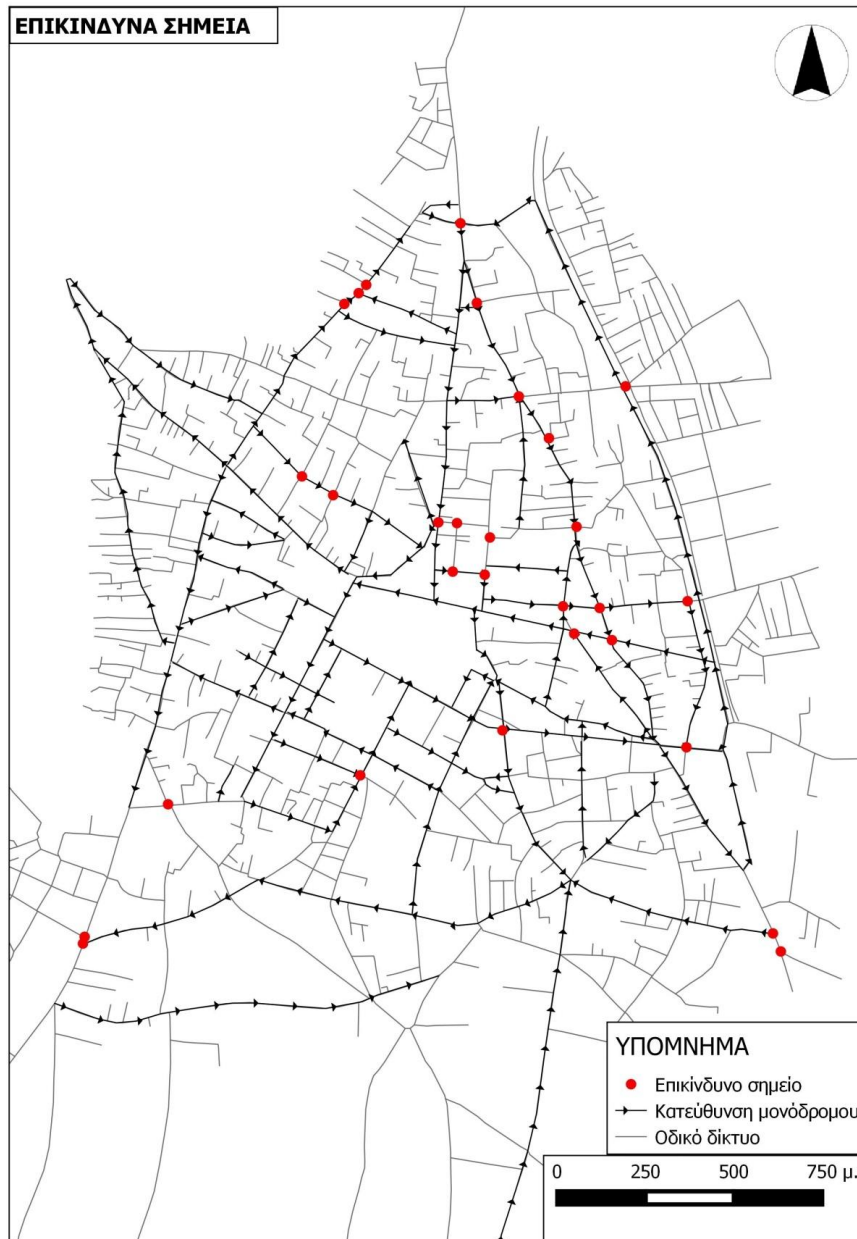 ΕΠΙΚΙΝΔΥΝΑ ΣΗΜΕΙΑ
ΥΠΟΜΝΗΜΑ
Επικίνδυνο σημείο
Κατεύθυνση μονόδρομου
Οδικό δίκτυο
0 250 500 750 μ.